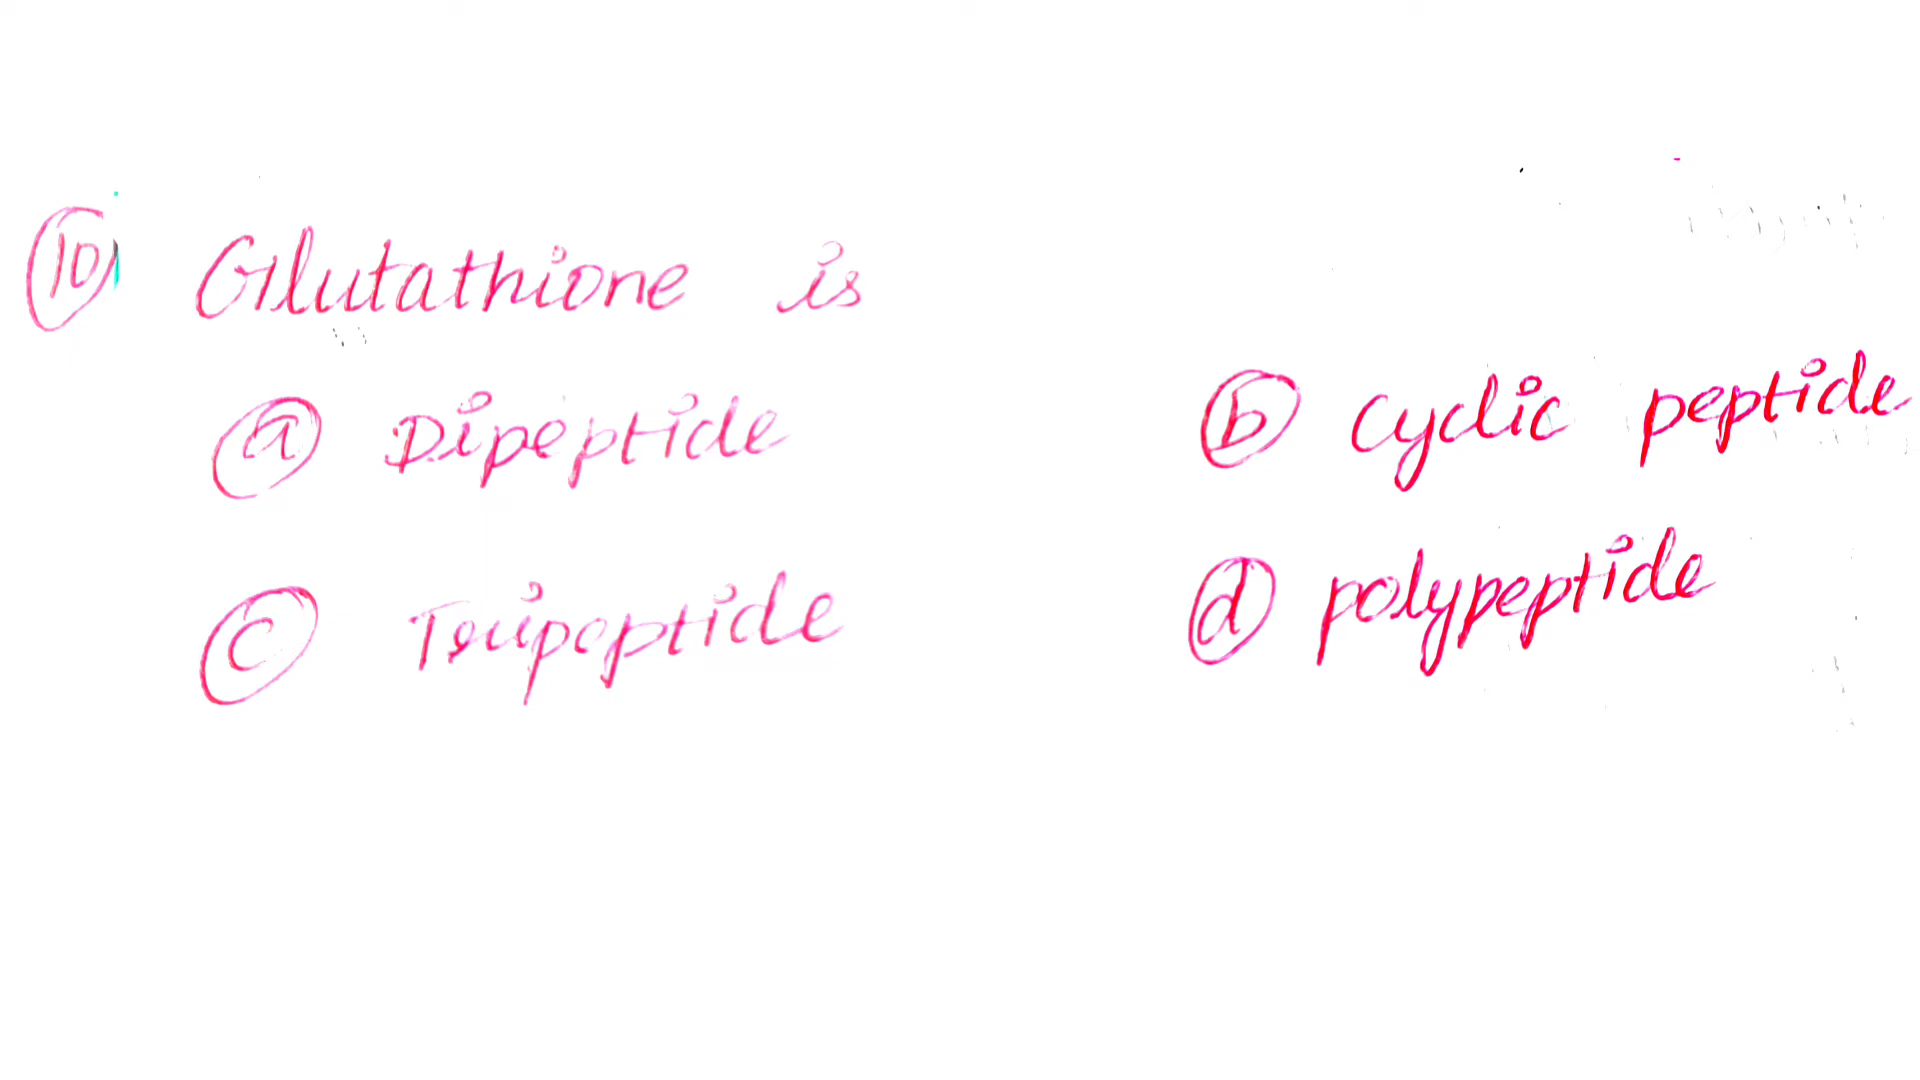 10 Glutathione is
a Dipeptide
b cyclic peptide
c Tripeptide
d polypeptide